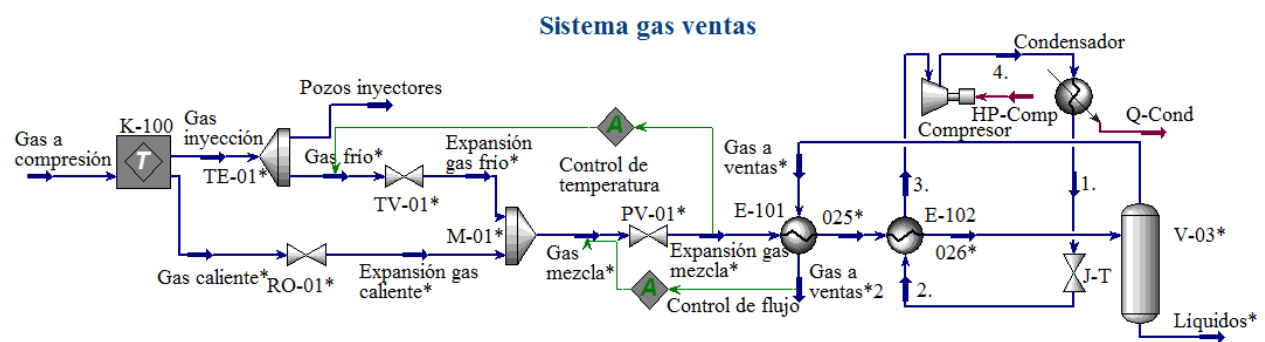 Sistema gas ventas
Condensador
4.
Pozos inyectores
K-100
Gas
inyección
HP-Comp
Q-Cond
Compresor
Gas a
compresión
T
A
Expansión
gas frío*
Gas frío*
Control de
temperatura
Gas a
ventas*
TE-01*
3.
1.
TV-01*
PV-01*
E-101
025*
E-102
M-01*
V-03*
Gas
mezcla*
Expansión gas
mezcla*
026*
Gas caliente*
RO-01*
Expansión gas
caliente*
A
Control de flujo
Gas a
ventas*2
2.
J-T
Líquidos*